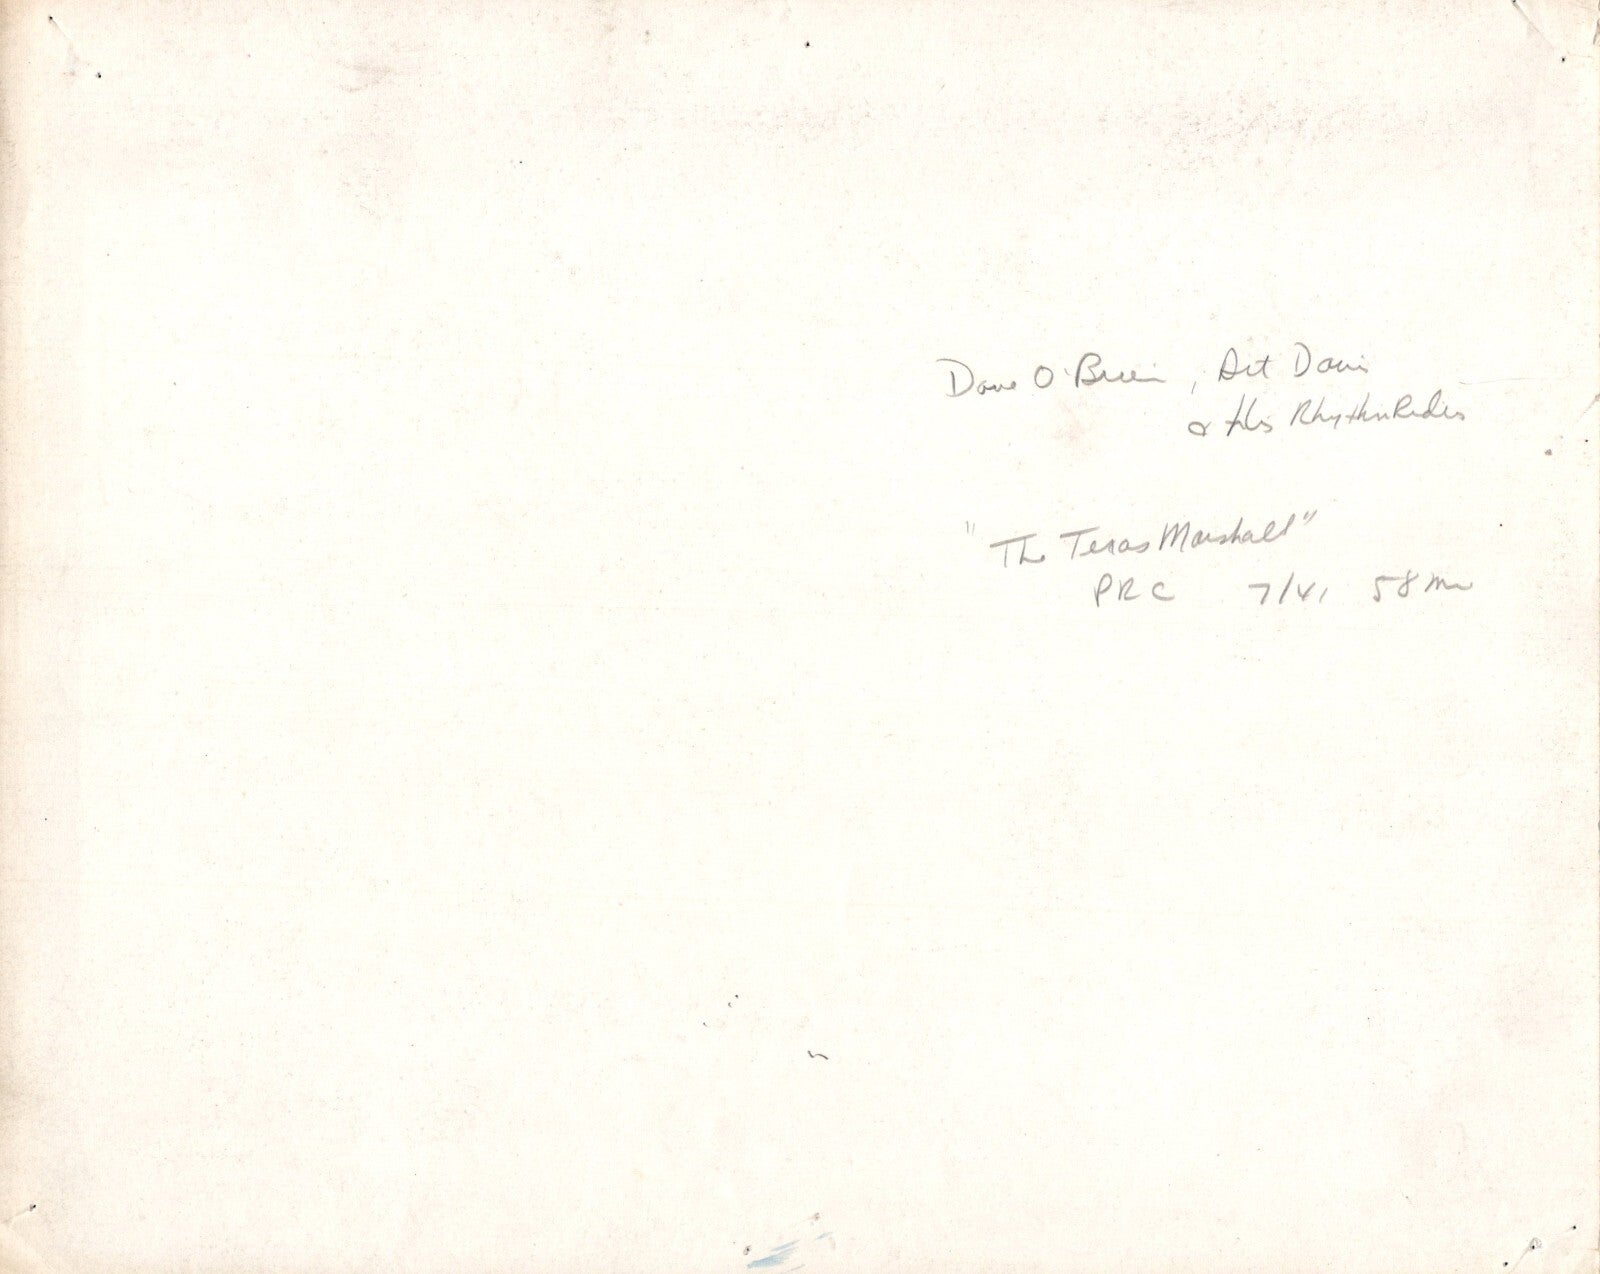 Dave O'Brien, Art Davis
& His Rhythm Riders
"The Texas Marshall"
PRC 7/41 58 Min